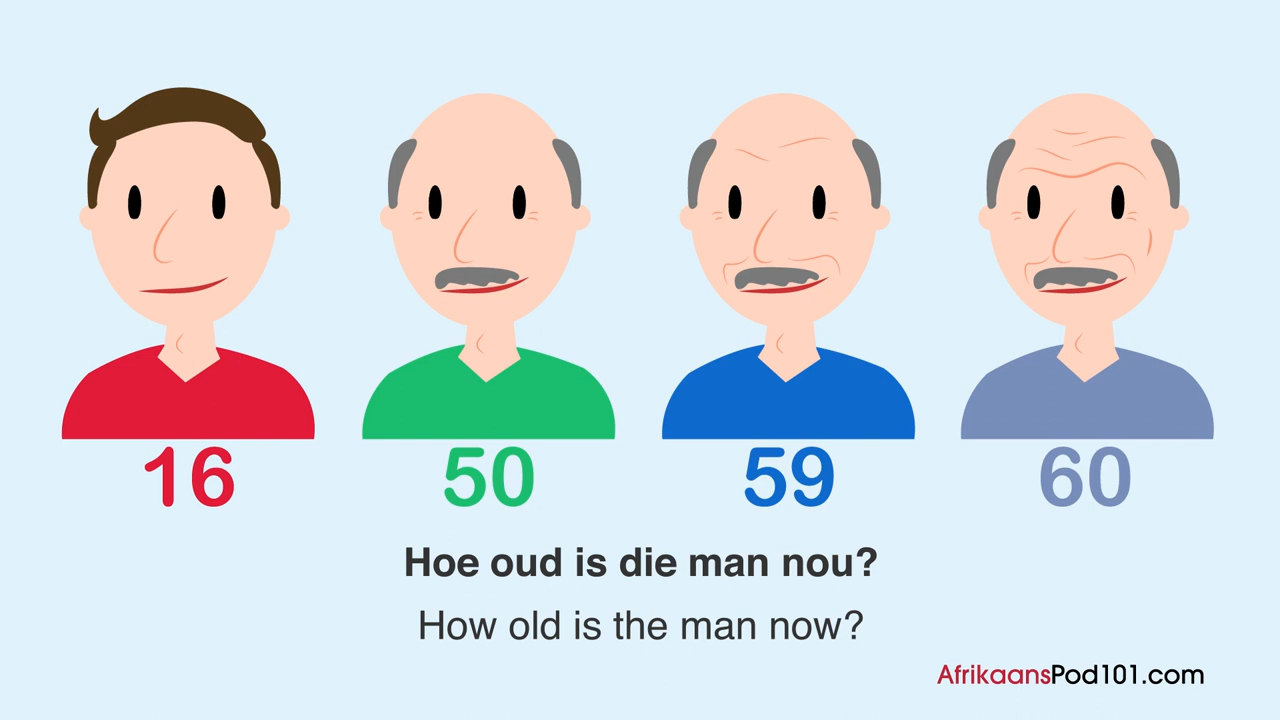 16 50 59 60
Hoe oud is die man nou?
How old is the man now?
AfrikaansPod101.com